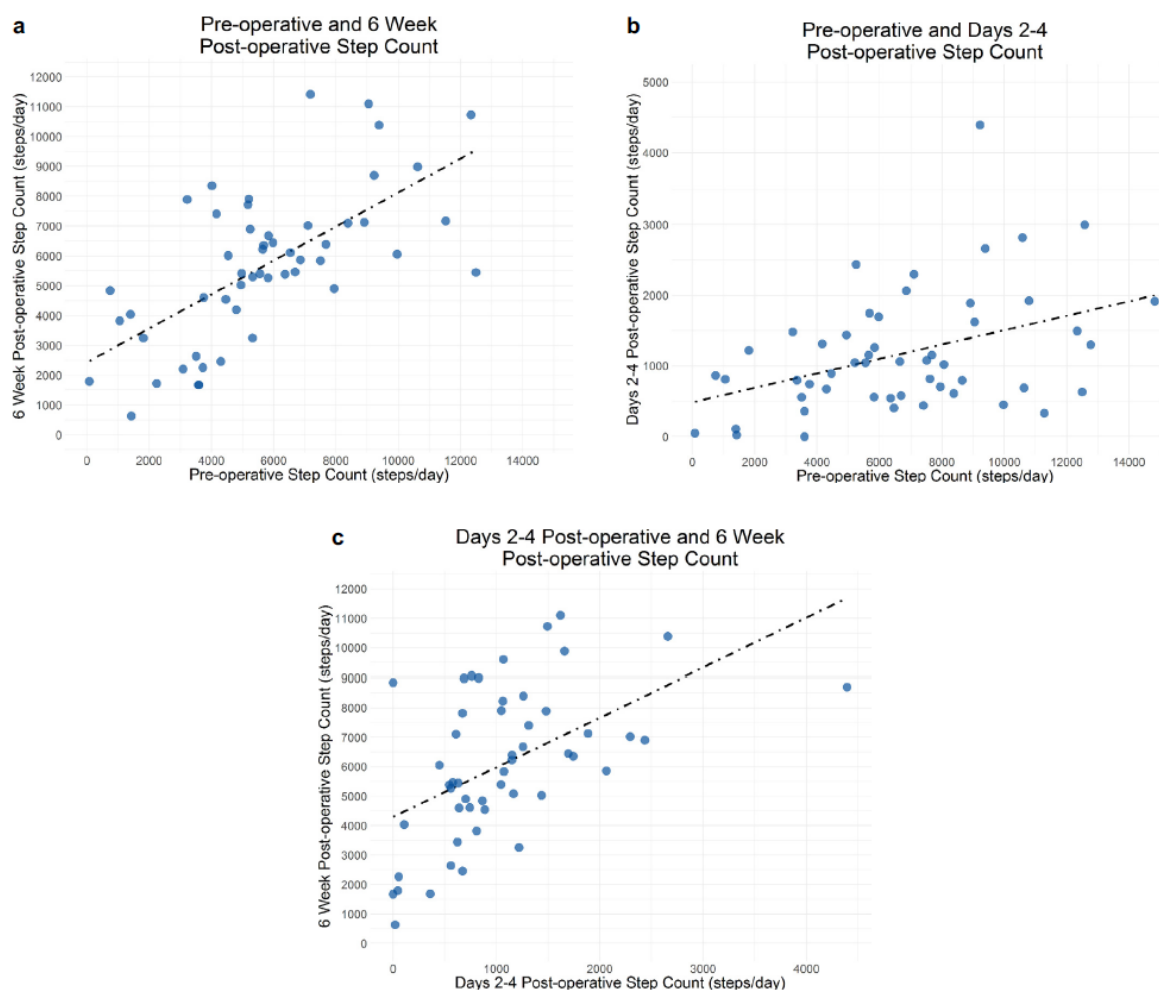 a
Pre-operative and 6 Week
Post-operative Step Count
6 Week Post-operative Step Count (steps/day)
12000
11000
10000
9000
8000
7000
6000
5000
4000
3000
2000
1000
0
0 2000 4000 6000 8000 10000 12000 14000
Pre-operative Step Count (steps/day)
b
Pre-operative and Days 2-4
Post-operative Step Count
Days 2-4 Post-operative Step Count (steps/day)
5000
4000
3000
2000
1000
0
0 2000 4000 6000 8000 10000 12000 14000
Pre-operative Step Count (steps/day)
c
Days 2-4 Post-operative and 6 Week
Post-operative Step Count
6 Week Post-operative Step Count (steps/day)
12000
11000
10000
9000
8000
7000
6000
5000
4000
3000
2000
1000
0
0 1000 2000 3000 4000
Days 2-4 Post-operative Step Count (steps/day)